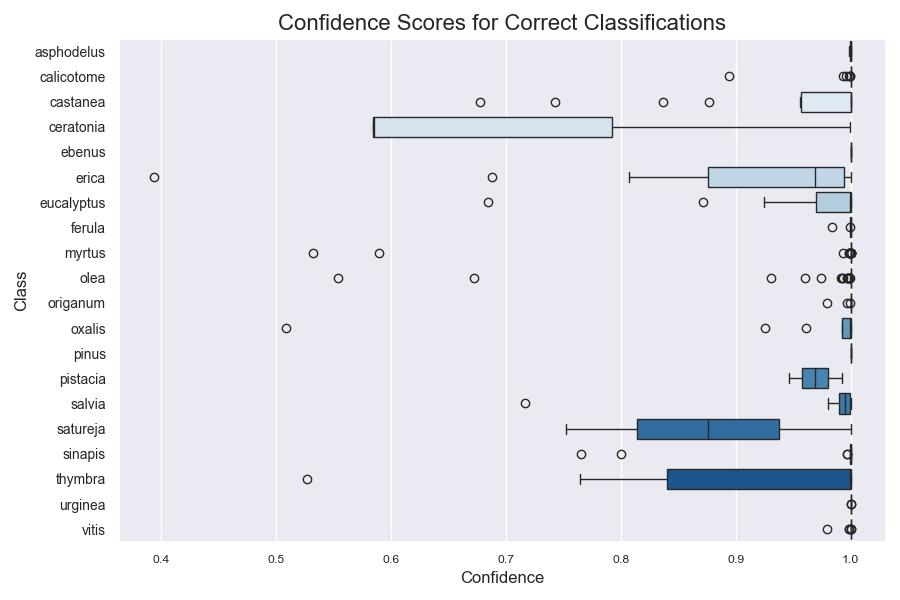 Confidence Scores for Correct Classifications
asphodelus
calicotome
castanea
ceratonia
ebenus
erica
eucalyptus
ferula
myrtus
olea
origanum
oxalis
pinus
pistacia
salvia
satureja
sinapis
thymbra
urginea
vitis
Class
0.4 0.5 0.6 0.7 0.8 0.9 1.0
Confidence